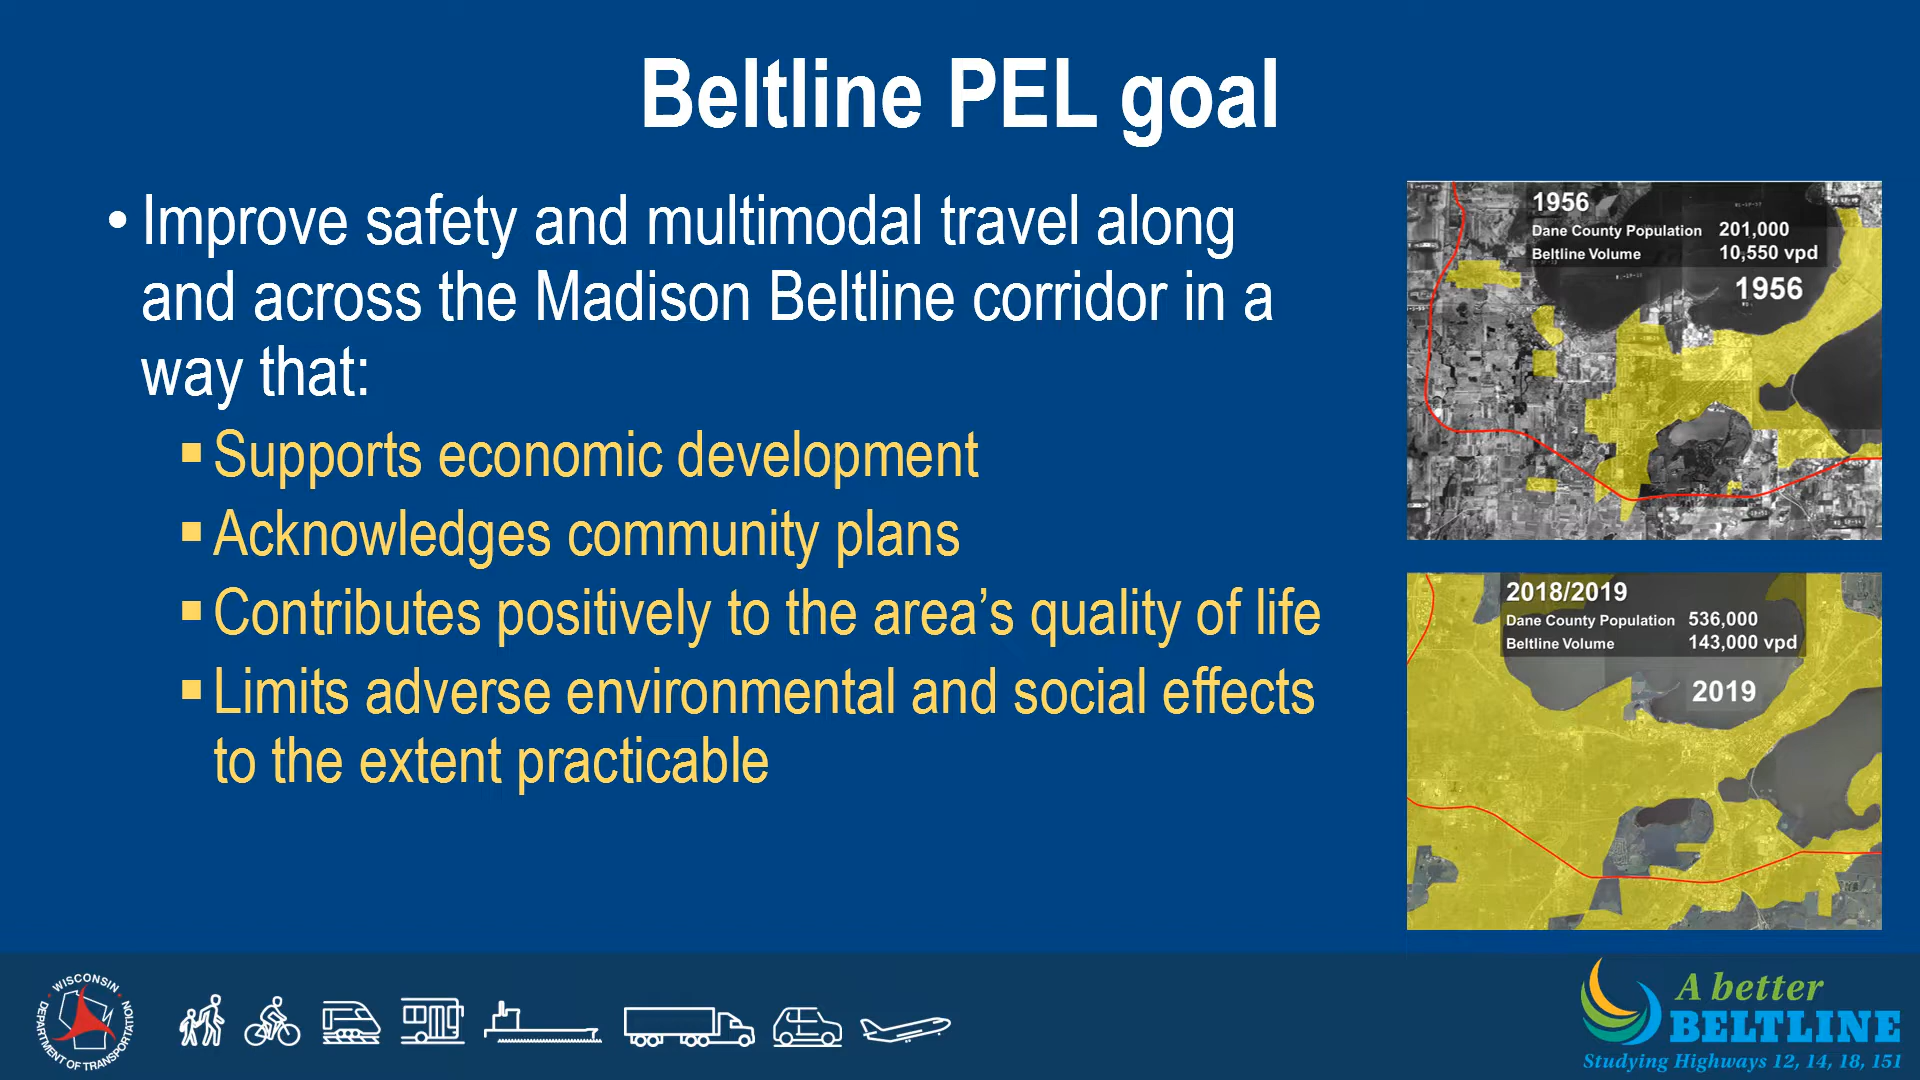 Beltline PEL goal
• Improve safety and multimodal travel along
and across the Madison Beltline corridor in a
way that:
▪ Supports economic development
▪ Acknowledges community plans
▪ Contributes positively to the area’s quality of life
▪ Limits adverse environmental and social effects
to the extent practicable
1956
Dane County Population 201,000
Beltline Volume 10,550 vpd
1956
2018/2019
Dane County Population 536,000
Beltline Volume 143,000 vpd
2019
WISCONSIN
DEPARTMENT OF TRANSPORTATION
A better
BELTLINE
Studying Highways 12, 14, 18, 151